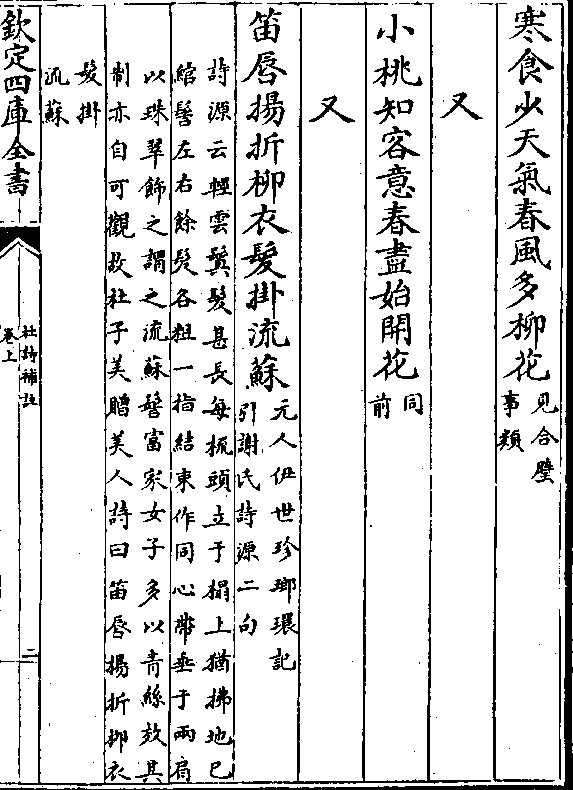 寒食少天氣春風多柳花見合璧事類
又
小桃知客意春盡始開花同前
又
笛唇揚折柳衣髮掛流蘇元人伊世珍瑯環記引謝氏詩源二句
詩源云輕雲鬢髮甚長每梳頭立于榻上猶拂地已
綰髻左右餘髮各粗一指結束作同心帶垂于兩肩
以珠翠飾之謂之流蘇髻富家女子多以青絲效其
制亦自可觀故杜子美贈美人詩曰笛唇揚折柳衣
髮掛流蘇
欽定四庫全書
杜詩補註
卷上
二